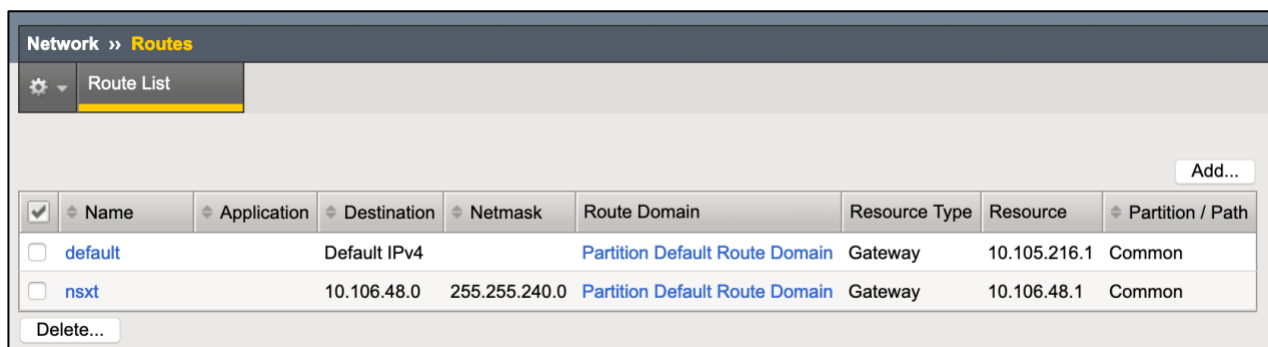 Network ›› Routes
Route List
Add...
Name Application Destination Netmask Route Domain Resource Type Resource Partition / Path
default Default IPv4 Partition Default Route Domain Gateway 10.105.216.1 Common
nsxt 10.106.48.0 255.255.240.0 Partition Default Route Domain Gateway 10.106.48.1 Common
Delete...